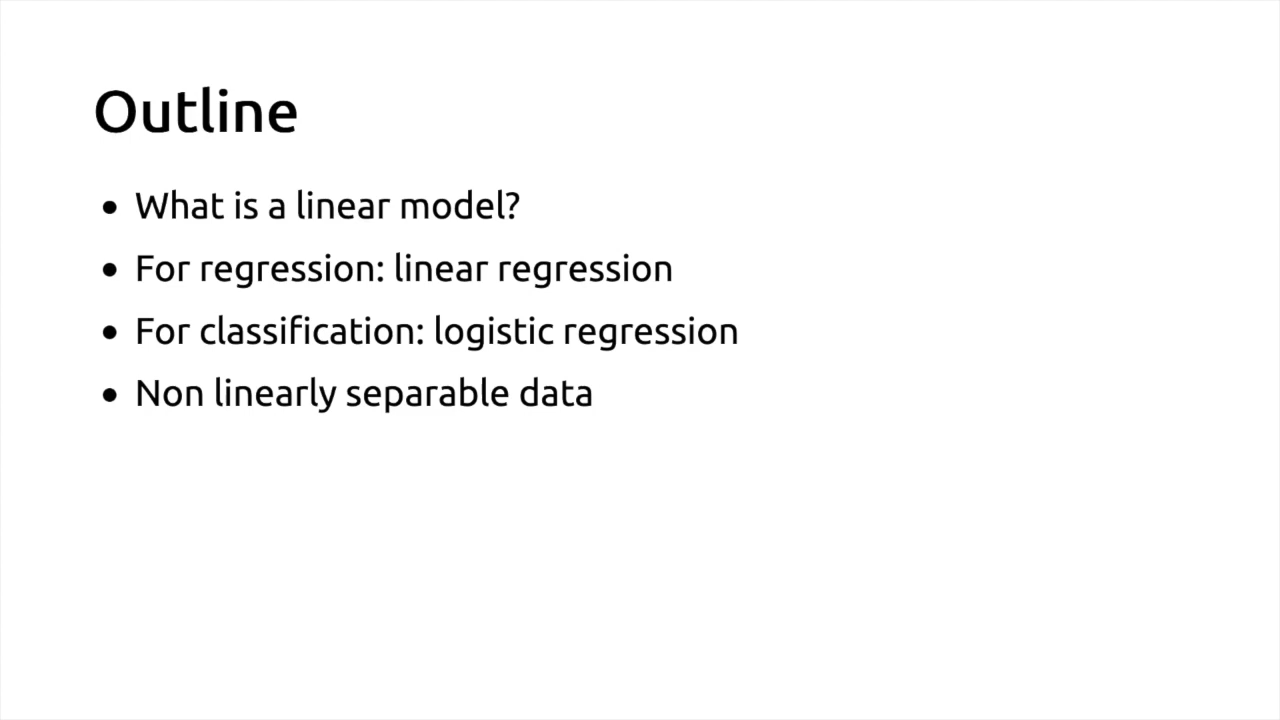 Outline
• What is a linear model?
• For regression: linear regression
• For classification: logistic regression
• Non linearly separable data